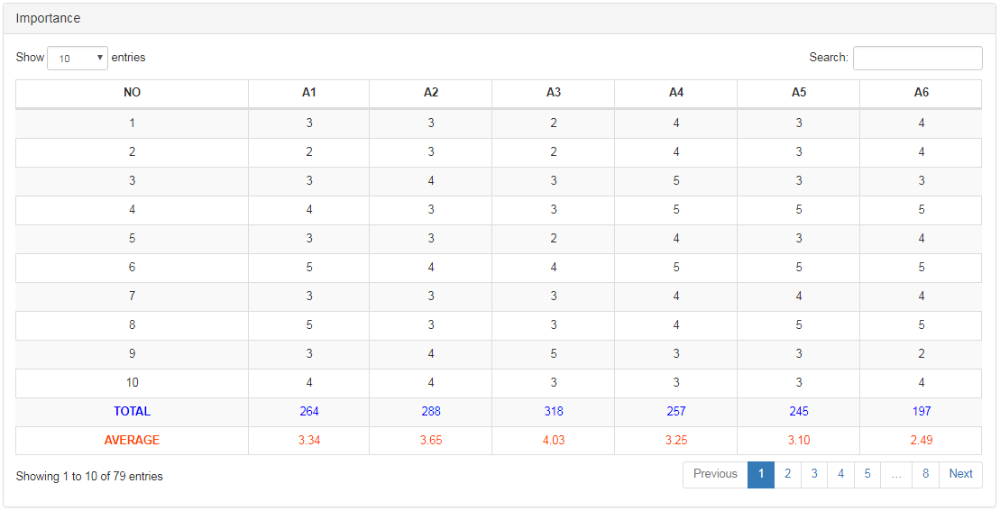 Importance
Show 10 entries Search:
NO A1 A2 A3 A4 A5 A6
1 3 3 2 4 3 4
2 2 3 2 4 3 4
3 3 4 3 5 3 3
4 4 3 3 5 5 5
5 3 3 2 4 3 4
6 5 4 4 5 5 5
7 3 3 3 4 4 4
8 5 3 3 4 5 5
9 3 4 5 3 3 2
10 4 4 3 3 3 4
TOTAL 264 288 318 257 245 197
AVERAGE 3.34 3.65 4.03 3.25 3.10 2.49
Showing 1 to 10 of 79 entries Previous 1 2 3 4 5 ... 8 Next